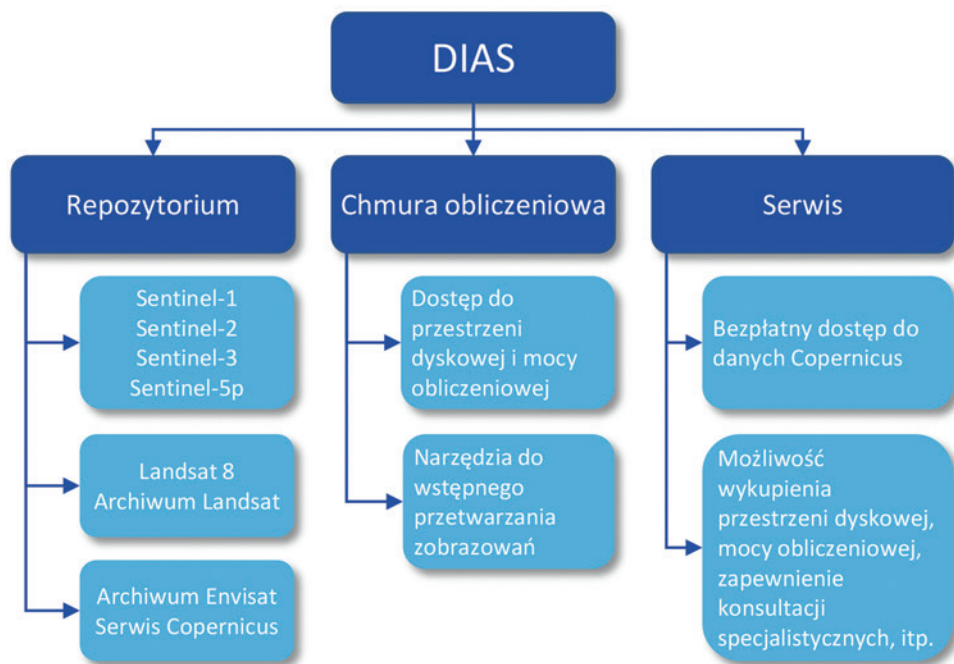 DIAS
Repozytorium
Sentinel-1
Sentinel-2
Sentinel-3
Sentinel-5p
Landsat 8
Archiwum Landsat
Archiwum Envisat
Serwis Copernicus
Chmura obliczeniowa
Dostęp do
przestrzeni
dyskowej i mocy
obliczeniowej
Narzędzia do
wstępnego
przetwarzania
zobrazowań
Serwis
Bezpłatny dostęp do
danych Copernicus
Możliwość
wykupienia
przestrzeni dyskowej,
mocy obliczeniowej,
zapewnienie
konsultacji
specjalistycznych, itp.